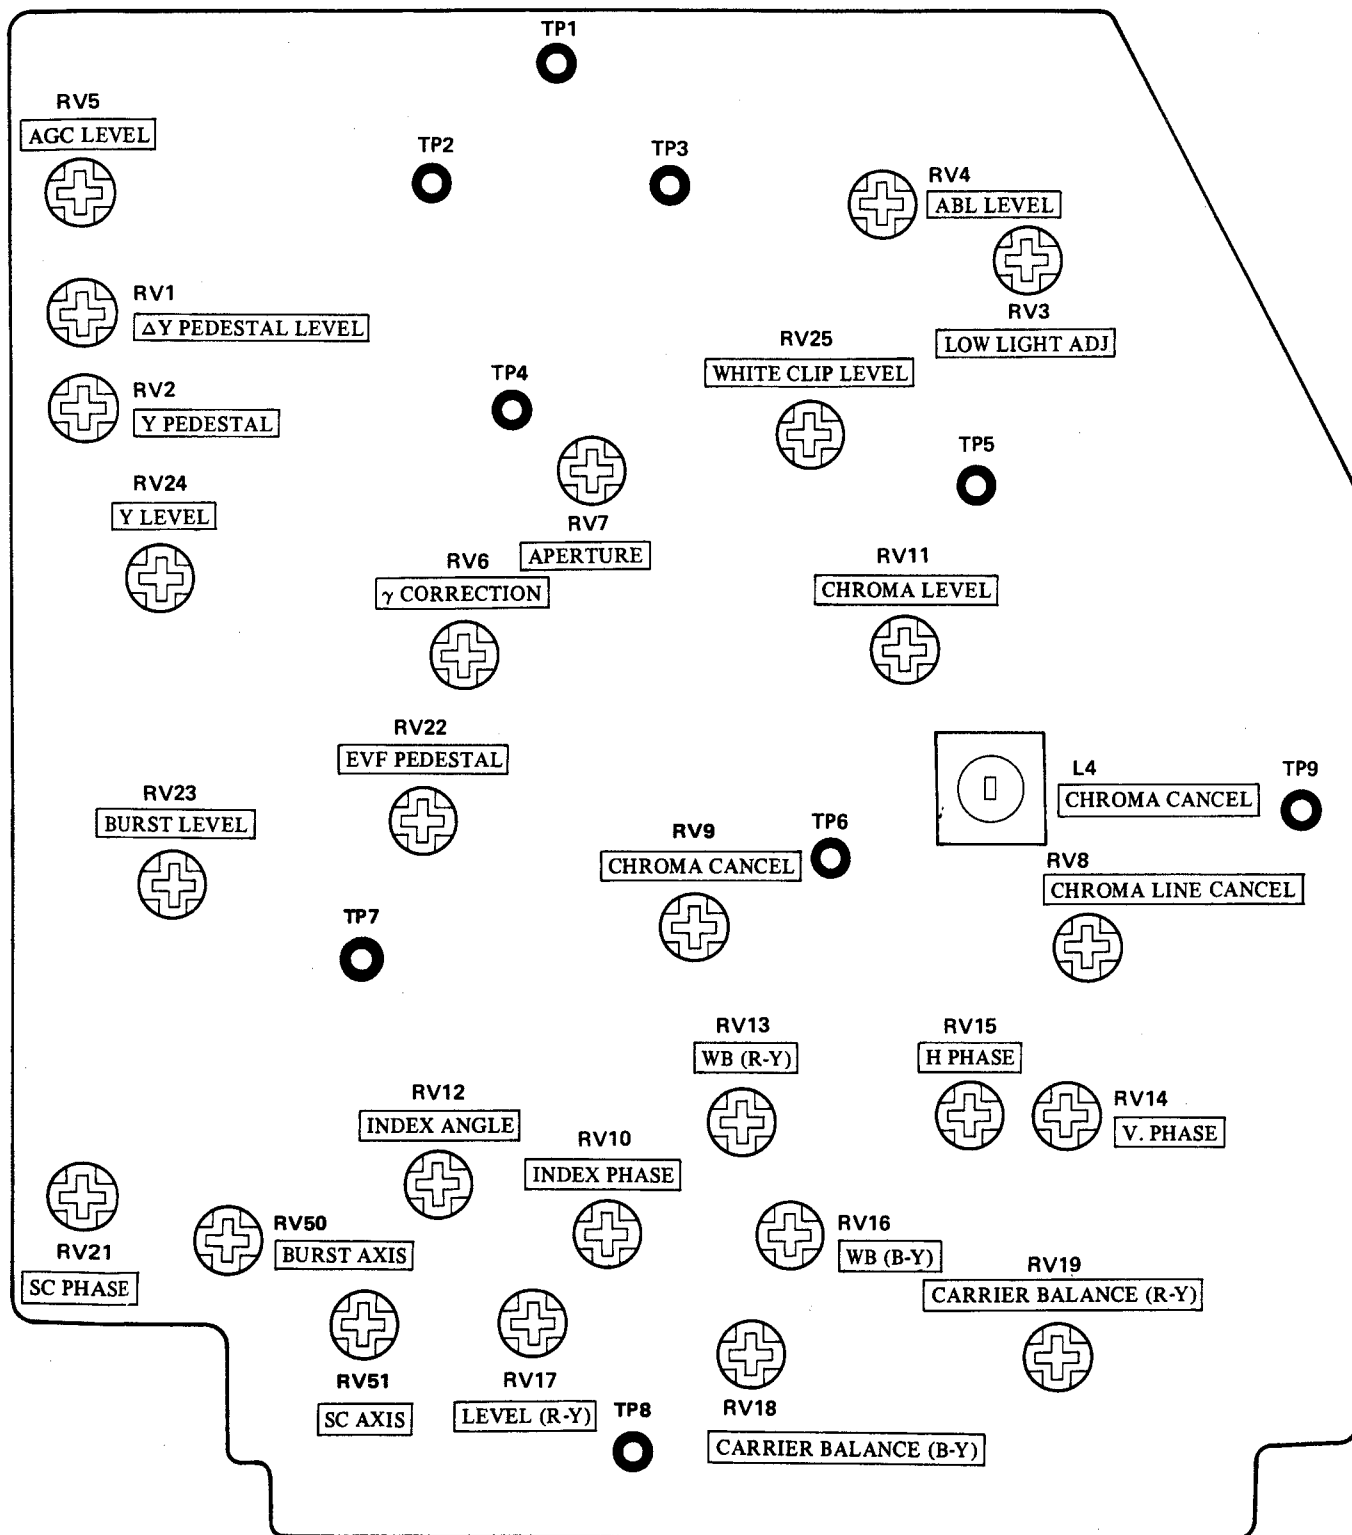 TP1
RV5
AGC LEVEL
TP2
TP3
RV4
ABL LEVEL
RV1
ΔY PEDESTAL LEVEL
RV3
LOW LIGHT ADJ
RV25
WHITE CLIP LEVEL
RV2
Y PEDESTAL
TP4
TP5
RV24
Y LEVEL
RV7
APERTURE
RV6
γ CORRECTION
RV11
CHROMA LEVEL
RV22
EVF PEDESTAL
L4
CHROMA CANCEL
TP9
RV23
BURST LEVEL
RV9
CHROMA CANCEL
TP6
RV8
CHROMA LINE CANCEL
TP7
RV13
WB (R-Y)
RV15
H PHASE
RV12
INDEX ANGLE
RV14
V. PHASE
RV10
INDEX PHASE
RV21
SC PHASE
RV50
BURST AXIS
RV16
WB (B-Y)
RV19
CARRIER BALANCE (R-Y)
RV51
SC AXIS
RV17
LEVEL (R-Y)
TP8
RV18
CARRIER BALANCE (B-Y)